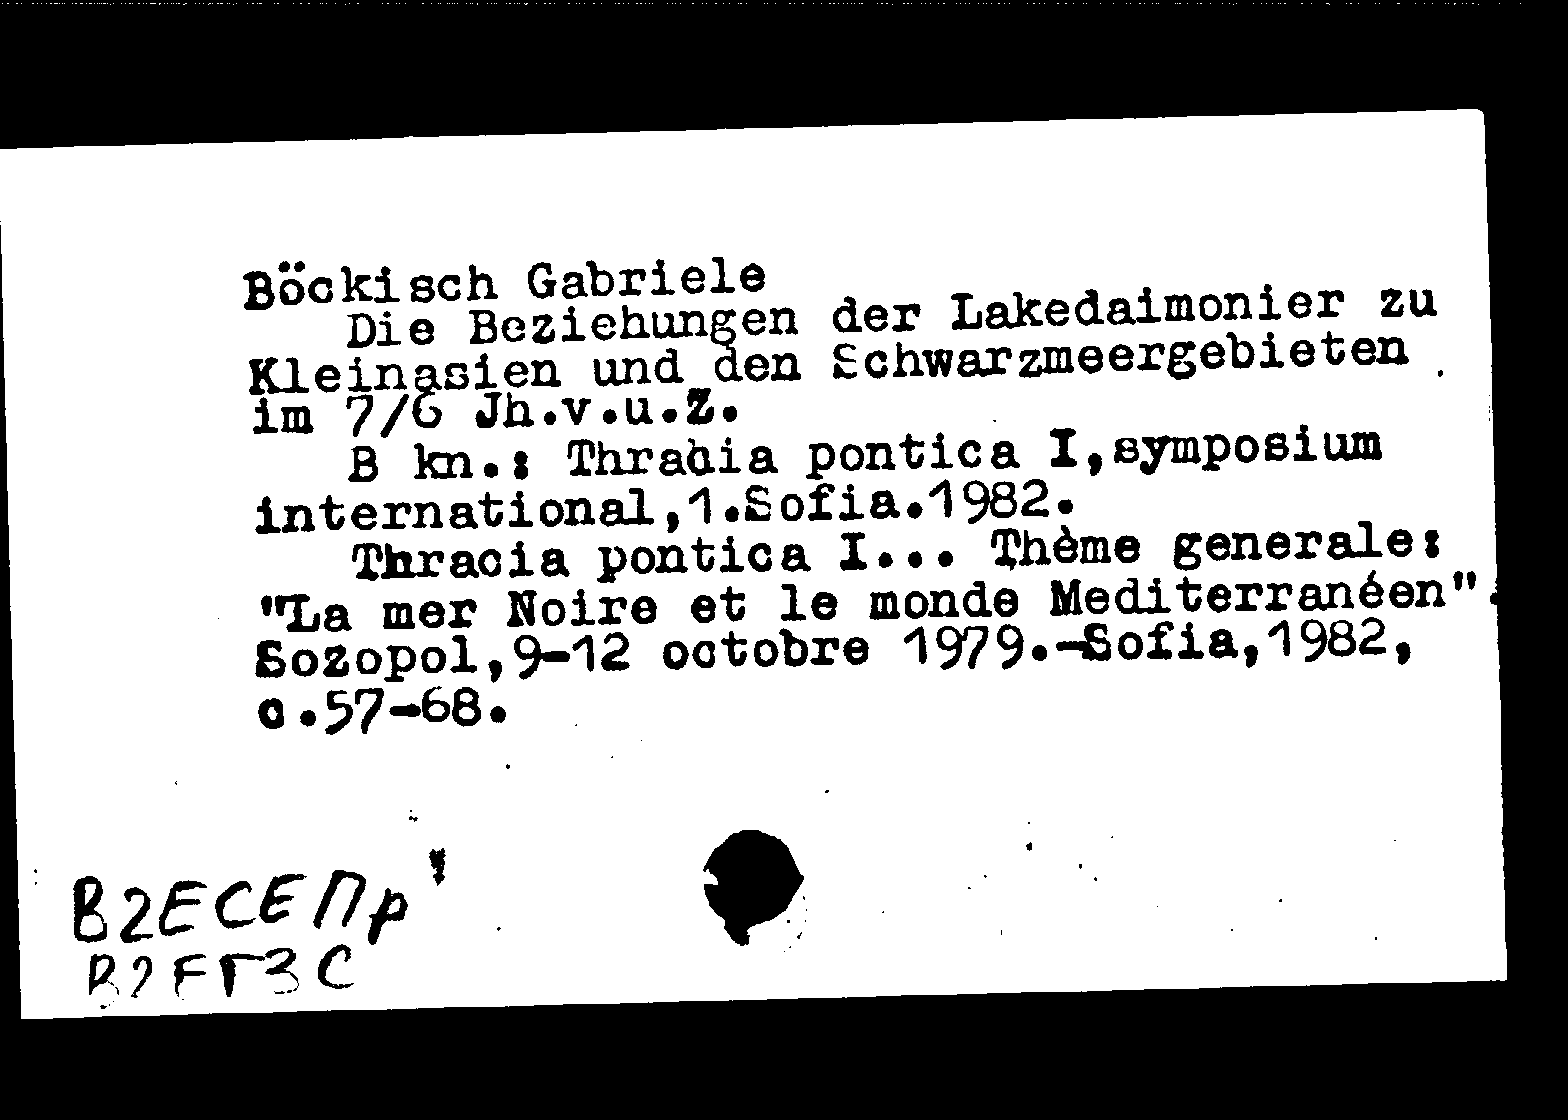 Böckisch Gabriele
Die Beziehungen der Lakedaimonier zu
Kleinasien und den Schwarzmeergebieten
im 7/6 Jh.v.u.Z.
B kn.: Thracia pontica I,symposium
international,1.Sofia.1982.
Thracia pontica I... Thème generale:
"La mer Noire et le monde Mediterranéen".
Sozopol,9-12 octobre 1979.-Sofia,1982,
c.57-68.
В2ЕСЕПр